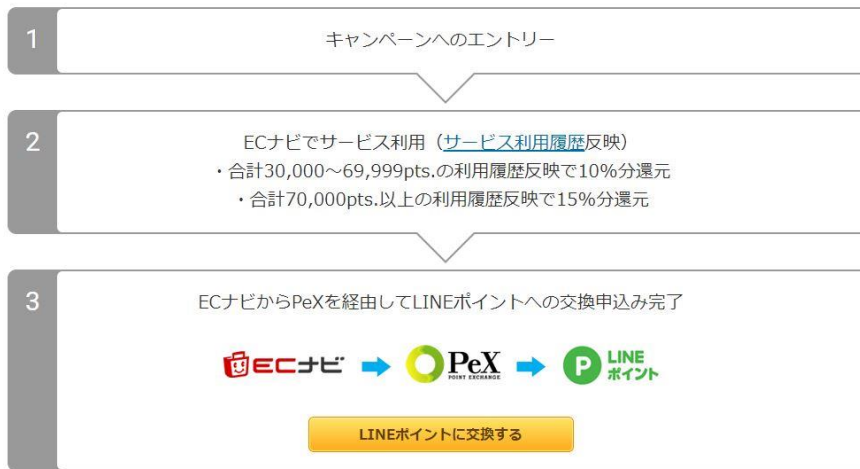 1
キャンペーンへのエントリー
2
ECナビでサービス利用（サービス利用履歴反映）
・合計30,000～69,999pts.の利用履歴反映で10%分還元
・合計70,000pts.以上の利用履歴反映で15%分還元
3
ECナビからPeXを経由してLINEポイントへの交換申込み完了
ECナビ
PeX
POINT EXCHANGE
P
LINE
ポイント
LINEポイントに交換する